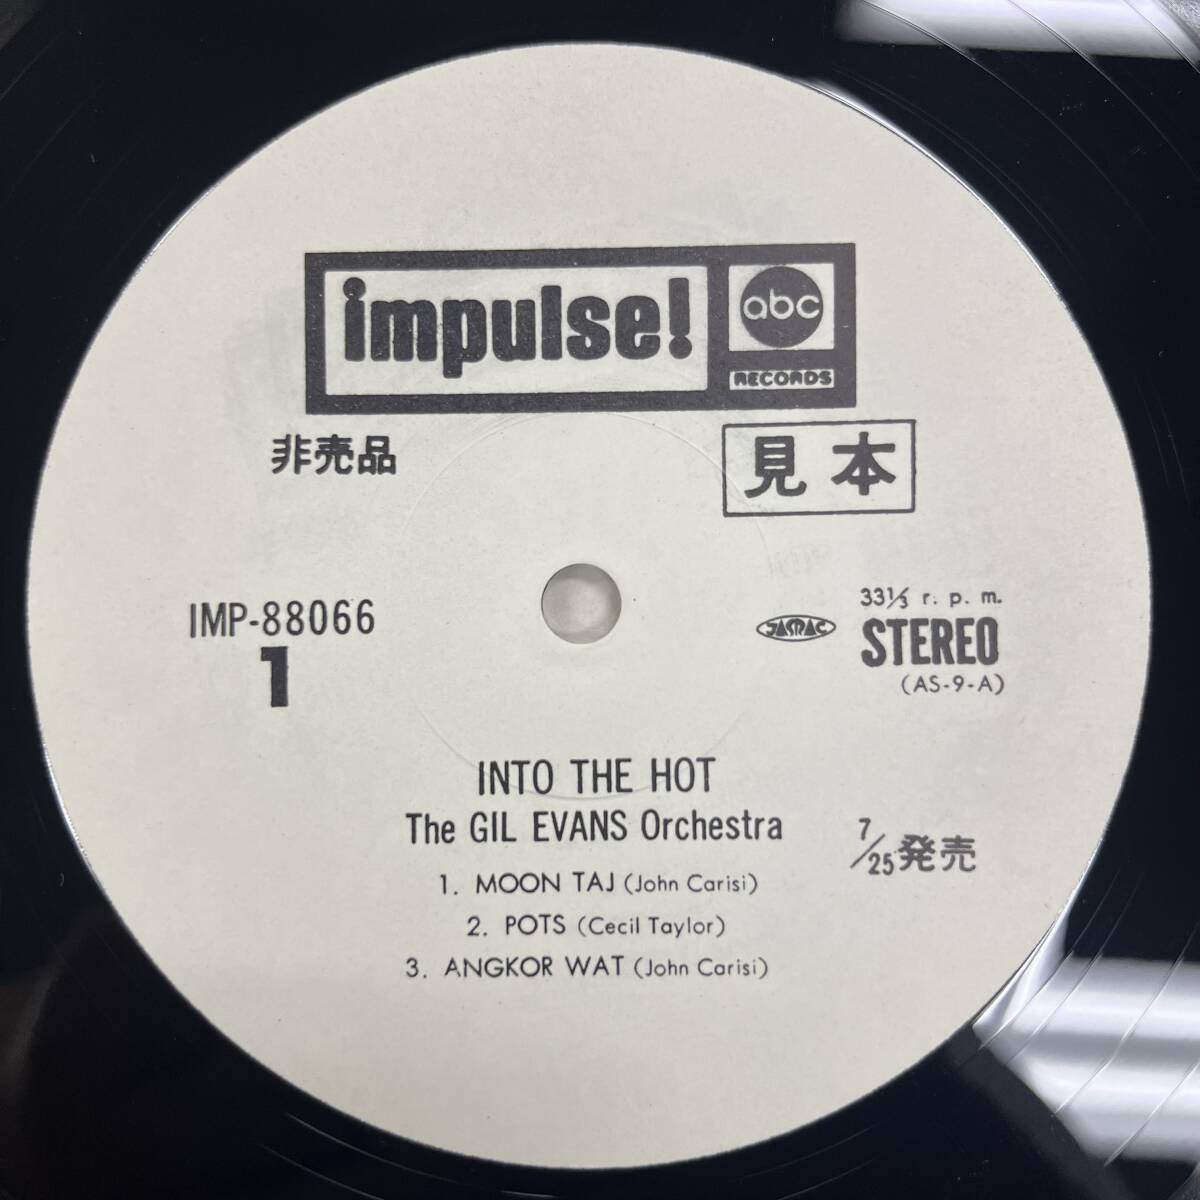 impulse!
abc
RECORDS
非売品
見本
IMP-88066
1
JASRAC
33⅓ r. p. m.
STEREO
(AS-9-A)
INTO THE HOT
The GIL EVANS Orchestra
7/25発売
1. MOON TAJ (John Carisi)
2. POTS (Cecil Taylor)
3. ANGKOR WAT (John Carisi)